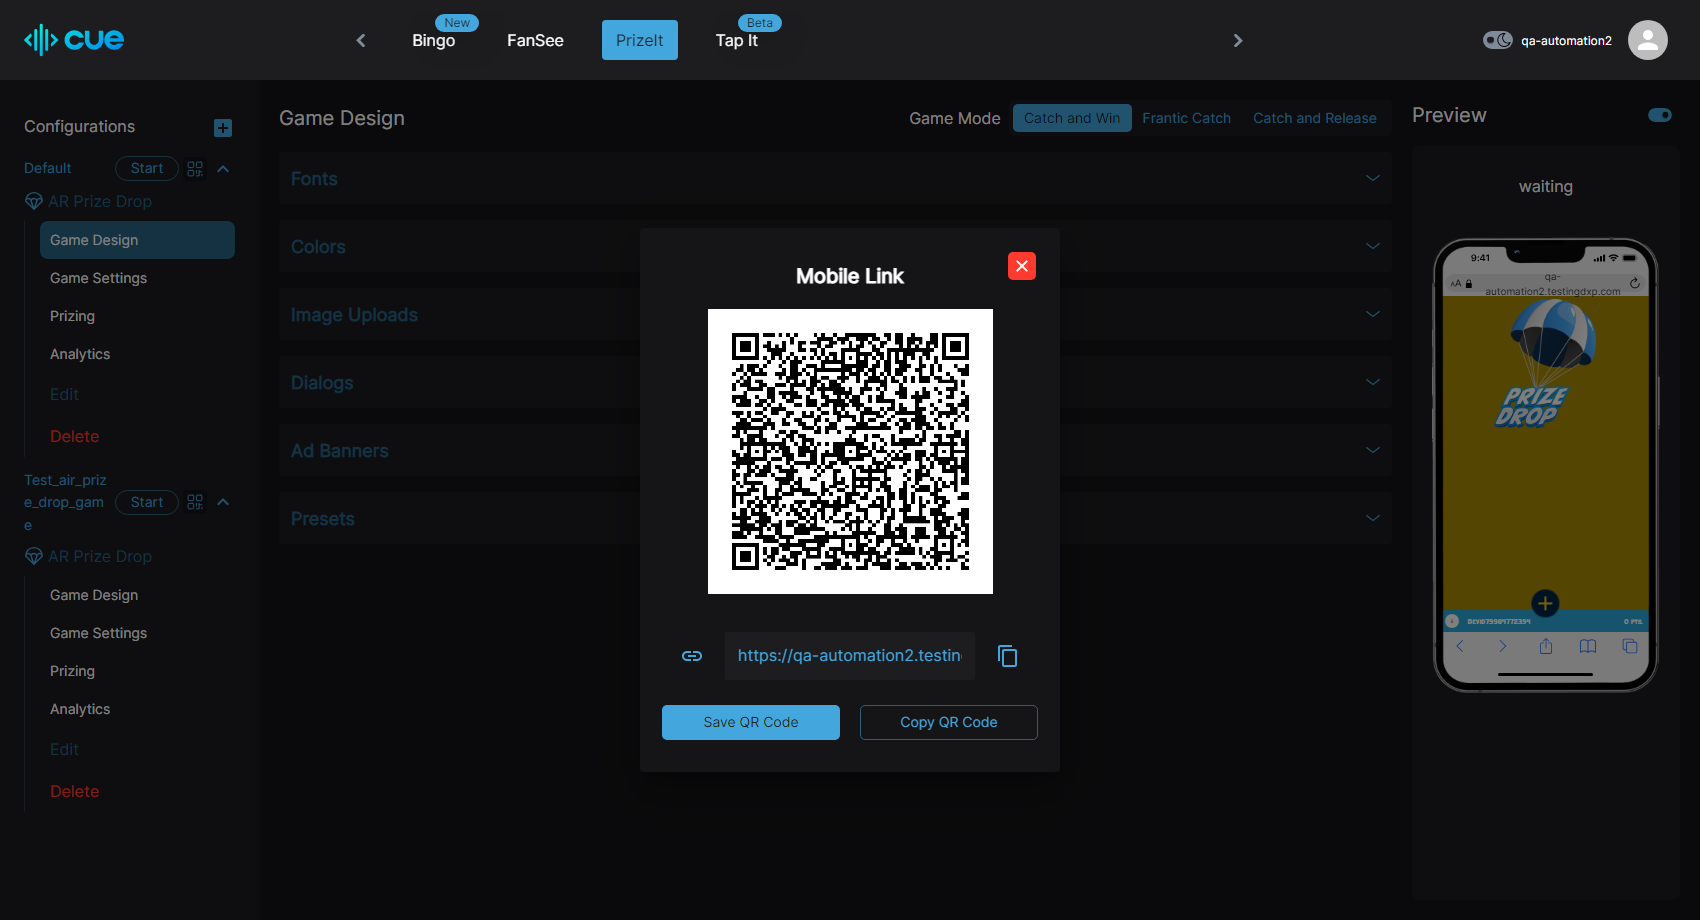 cue
New
Bingo
FanSee
PrizeIt
Beta
Tap It
qa-automation2
Configurations
Default
Start
AR Prize Drop
Game Design
Game Settings
Prizing
Analytics
Edit
Delete
Test_air_priz
e_drop_gam
e
Start
AR Prize Drop
Game Design
Game Settings
Prizing
Analytics
Edit
Delete
Game Design
Game Mode
Catch and Win
Frantic Catch
Catch and Release
Fonts
Colors
Image Uploads
Dialogs
Ad Banners
Presets
Mobile Link
https://qa-automation2.testin
Save QR Code
Copy QR Code
Preview
waiting
9:41
AA
qa-
automation2.testingdxp.com
PRIZE
DROP
0 PTS.